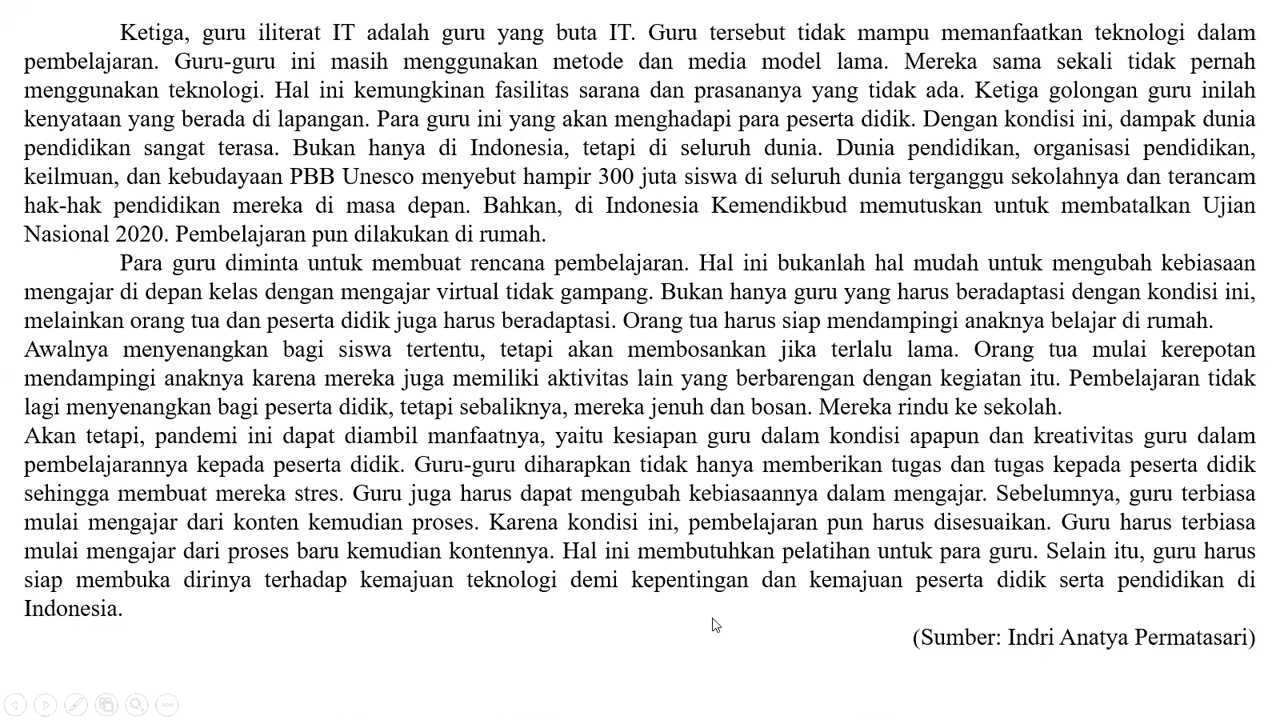 Ketiga, guru iliterat IT adalah guru yang buta IT. Guru tersebut tidak mampu memanfaatkan teknologi dalam
pembelajaran. Guru-guru ini masih menggunakan metode dan media model lama. Mereka sama sekali tidak pernah
menggunakan teknologi. Hal ini kemungkinan fasilitas sarana dan prasananya yang tidak ada. Ketiga golongan guru inilah
kenyataan yang berada di lapangan. Para guru ini yang akan menghadapi para peserta didik. Dengan kondisi ini, dampak dunia
pendidikan sangat terasa. Bukan hanya di Indonesia, tetapi di seluruh dunia. Dunia pendidikan, organisasi pendidikan,
keilmuan, dan kebudayaan PBB Unesco menyebut hampir 300 juta siswa di seluruh dunia terganggu sekolahnya dan terancam
hak-hak pendidikan mereka di masa depan. Bahkan, di Indonesia Kemendikbud memutuskan untuk membatalkan Ujian
Nasional 2020. Pembelajaran pun dilakukan di rumah.
Para guru diminta untuk membuat rencana pembelajaran. Hal ini bukanlah hal mudah untuk mengubah kebiasaan
mengajar di depan kelas dengan mengajar virtual tidak gampang. Bukan hanya guru yang harus beradaptasi dengan kondisi ini,
melainkan orang tua dan peserta didik juga harus beradaptasi. Orang tua harus siap mendampingi anaknya belajar di rumah.
Awalnya menyenangkan bagi siswa tertentu, tetapi akan membosankan jika terlalu lama. Orang tua mulai kerepotan
mendampingi anaknya karena mereka juga memiliki aktivitas lain yang berbarengan dengan kegiatan itu. Pembelajaran tidak
lagi menyenangkan bagi peserta didik, tetapi sebaliknya, mereka jenuh dan bosan. Mereka rindu ke sekolah.
Akan tetapi, pandemi ini dapat diambil manfaatnya, yaitu kesiapan guru dalam kondisi apapun dan kreativitas guru dalam
pembelajarannya kepada peserta didik. Guru-guru diharapkan tidak hanya memberikan tugas dan tugas kepada peserta didik
sehingga membuat mereka stres. Guru juga harus dapat mengubah kebiasaannya dalam mengajar. Sebelumnya, guru terbiasa
mulai mengajar dari konten kemudian proses. Karena kondisi ini, pembelajaran pun harus disesuaikan. Guru harus terbiasa
mulai mengajar dari proses baru kemudian kontennya. Hal ini membutuhkan pelatihan untuk para guru. Selain itu, guru harus
siap membuka dirinya terhadap kemajuan teknologi demi kepentingan dan kemajuan peserta didik serta pendidikan di
Indonesia.
(Sumber: Indri Anatya Permatasari)